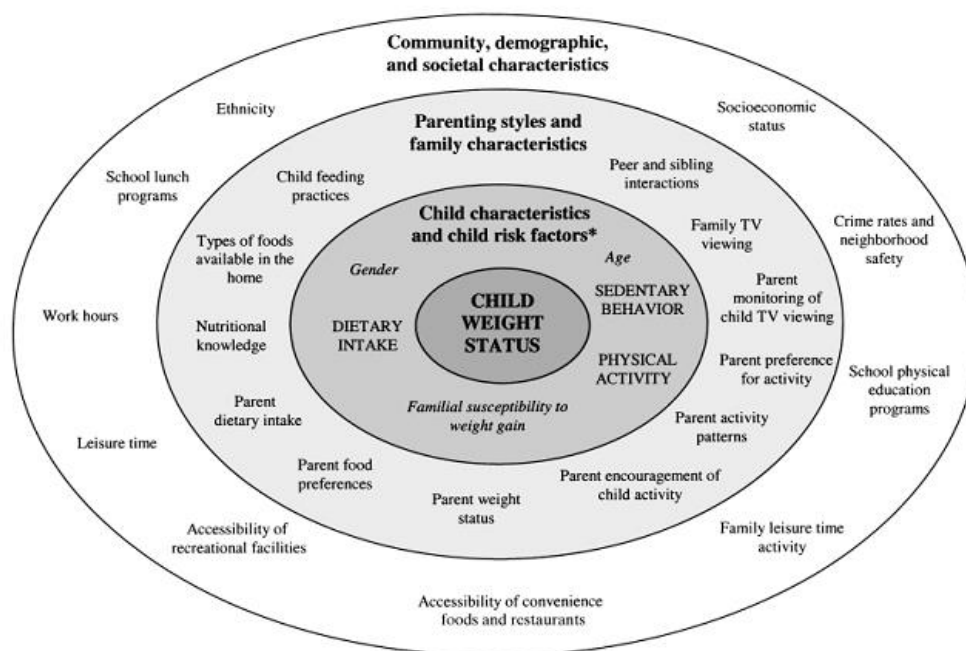 Community, demographic,
and societal characteristics
Ethnicity
Socioeconomic
status
Parenting styles and
family characteristics
School lunch
programs
Child feeding
practices
Peer and sibling
interactions
Child characteristics
and child risk factors*
Family TV
viewing
Crime rates and
neighborhood
safety
Types of foods
available in the
home
Gender
Age
Parent
monitoring of
child TV viewing
SEDENTARY
BEHAVIOR
CHILD
WEIGHT
STATUS
Work hours
Nutritional
knowledge
DIETARY
INTAKE
PHYSICAL
ACTIVITY
Parent preference
for activity
School physical
education
programs
Parent
dietary intake
Familial susceptibility to
weight gain
Parent activity
patterns
Leisure time
Parent food
preferences
Parent weight
status
Parent encouragement of
child activity
Accessibility of
recreational facilities
Family leisure time
activity
Accessibility of convenience
foods and restaurants